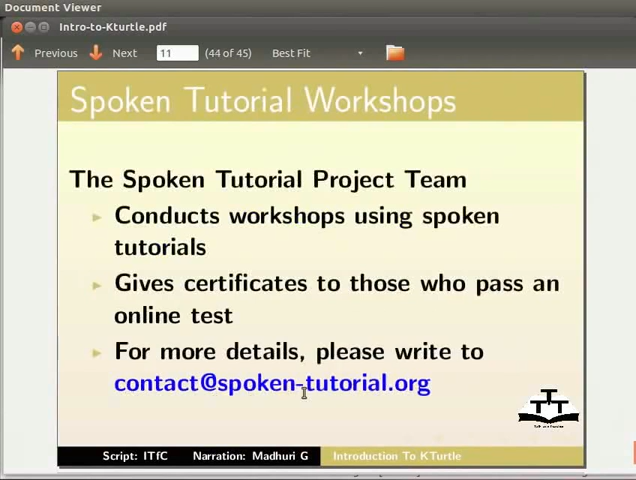 Document Viewer
Intro-to-Kturtle.pdf
Previous Next 11 (44 of 45) Best Fit
Spoken Tutorial Workshops
The Spoken Tutorial Project Team
Conducts workshops using spoken
tutorials
Gives certificates to those who pass an
online test
For more details, please write to
contact@spoken-tutorial.org
Script: ITfC Narration: Madhuri G Introduction To KTurtle